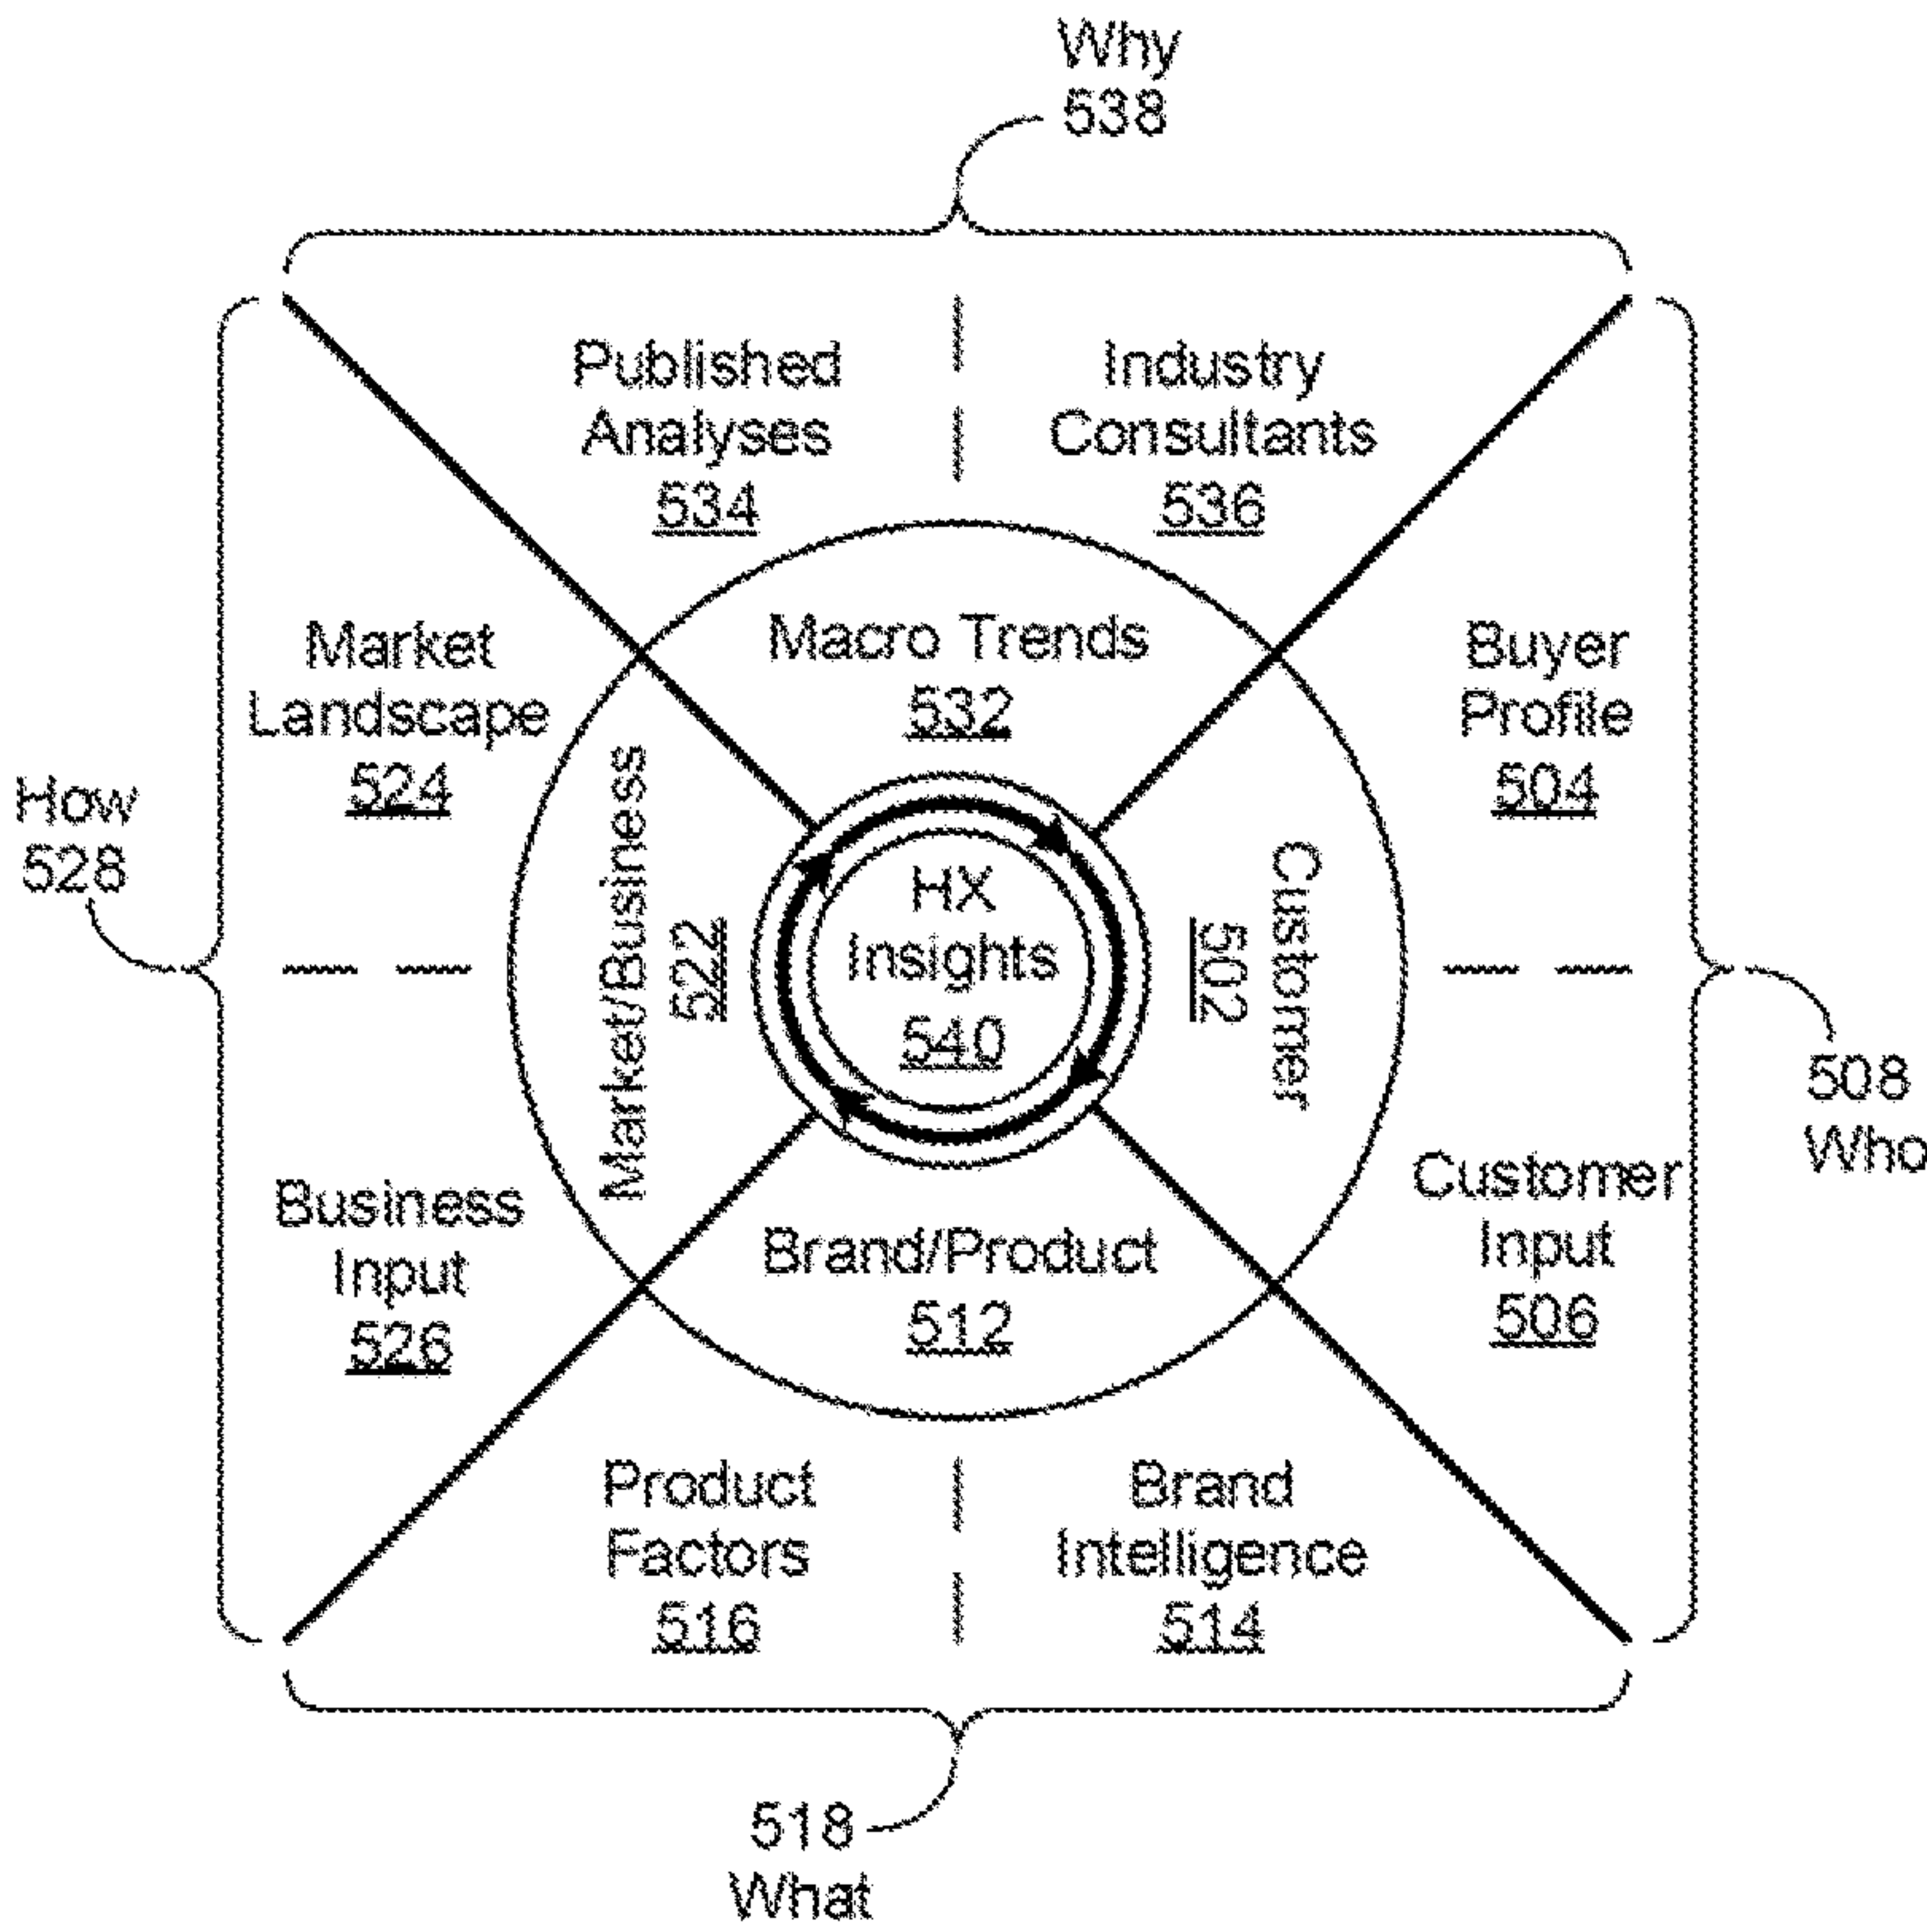 Why
538
Published
Analyses
534
Industry
Consultants
536
Macro Trends
532
Market
Landscape
524
Buyer
Profile
504
How
528
Market/Business
522
HX
Insights
540
Customer
502
508
Who
Business
Input
526
Customer
Input
506
Brand/Product
512
Product
Factors
516
Brand
Intelligence
514
518
What